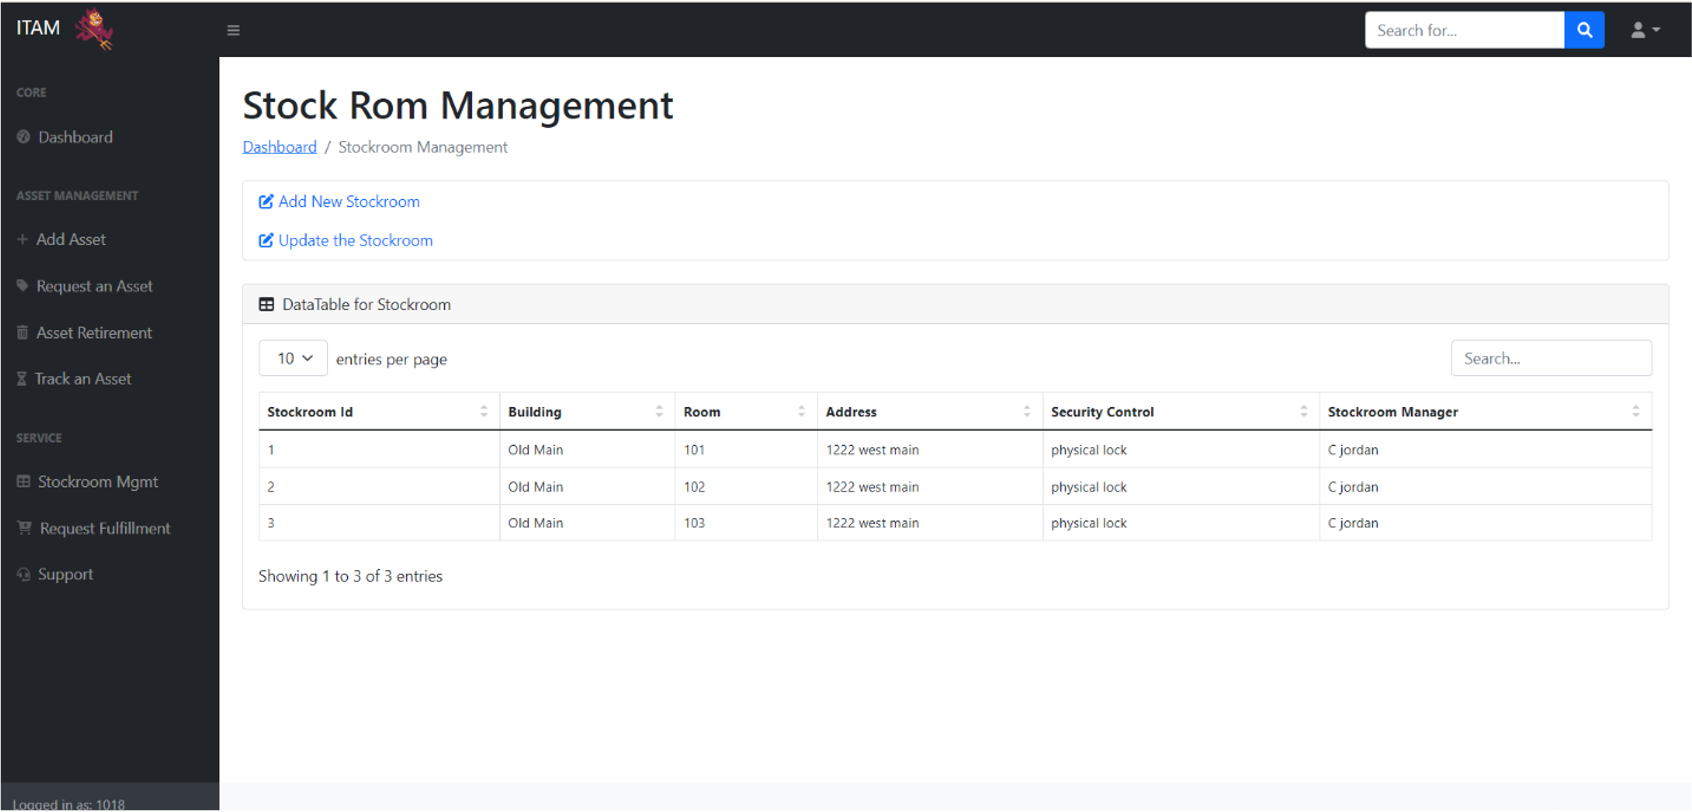 ITAM
Search for...
CORE
Dashboard
ASSET MANAGEMENT
Add Asset
Request an Asset
Asset Retirement
Track an Asset
SERVICE
Stockroom Mgmt
Request Fulfillment
Support
Logged in as: 1018
Stock Rom Management
Dashboard / Stockroom Management
Add New Stockroom
Update the Stockroom
DataTable for Stockroom
10 entries per page
Search...
Stockroom Id Building Room Address Security Control Stockroom Manager
1 Old Main 101 1222 west main physical lock C jordan
2 Old Main 102 1222 west main physical lock C jordan
3 Old Main 103 1222 west main physical lock C jordan
Showing 1 to 3 of 3 entries